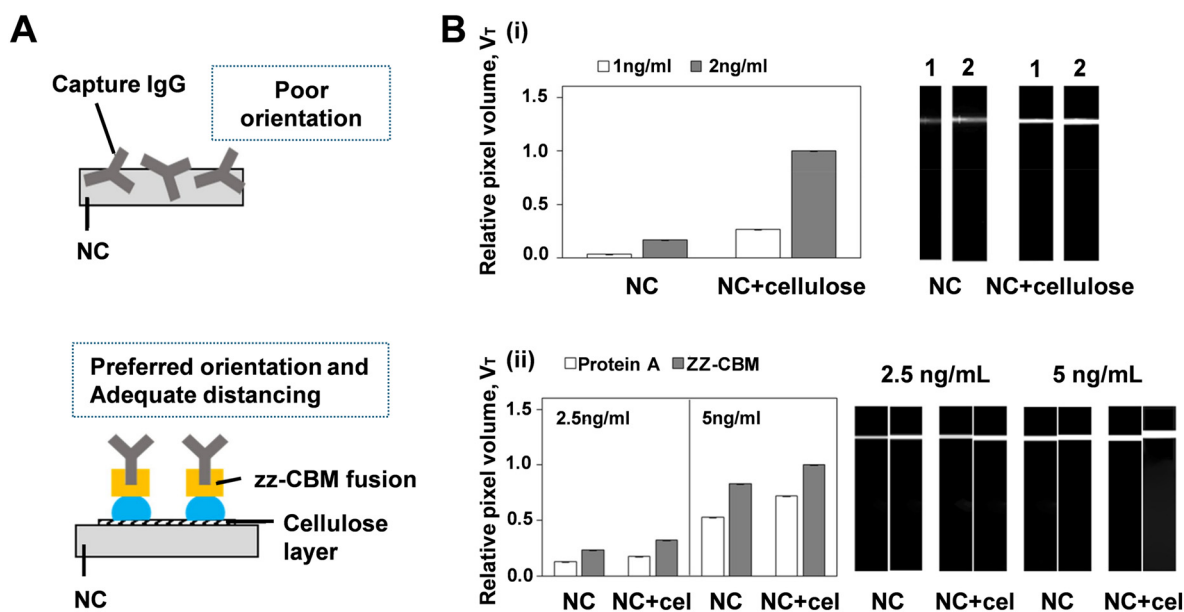 A
Capture IgG
Poor
orientation
NC
Preferred orientation and
Adequate distancing
zz-CBM fusion
Cellulose
layer
NC
B (i)
Relative pixel volume, VT
1ng/ml 2ng/ml
1.5
1.0
0.5
0.0
NC NC+cellulose
1 2 1 2
NC NC+cellulose
(ii)
Relative pixel volume, VT
Protein A ZZ-CBM
1.5
1.0
0.5
0.0
2.5ng/ml 5ng/ml
NC NC+cel NC NC+cel
2.5 ng/mL 5 ng/mL
NC NC+cel NC NC+cel